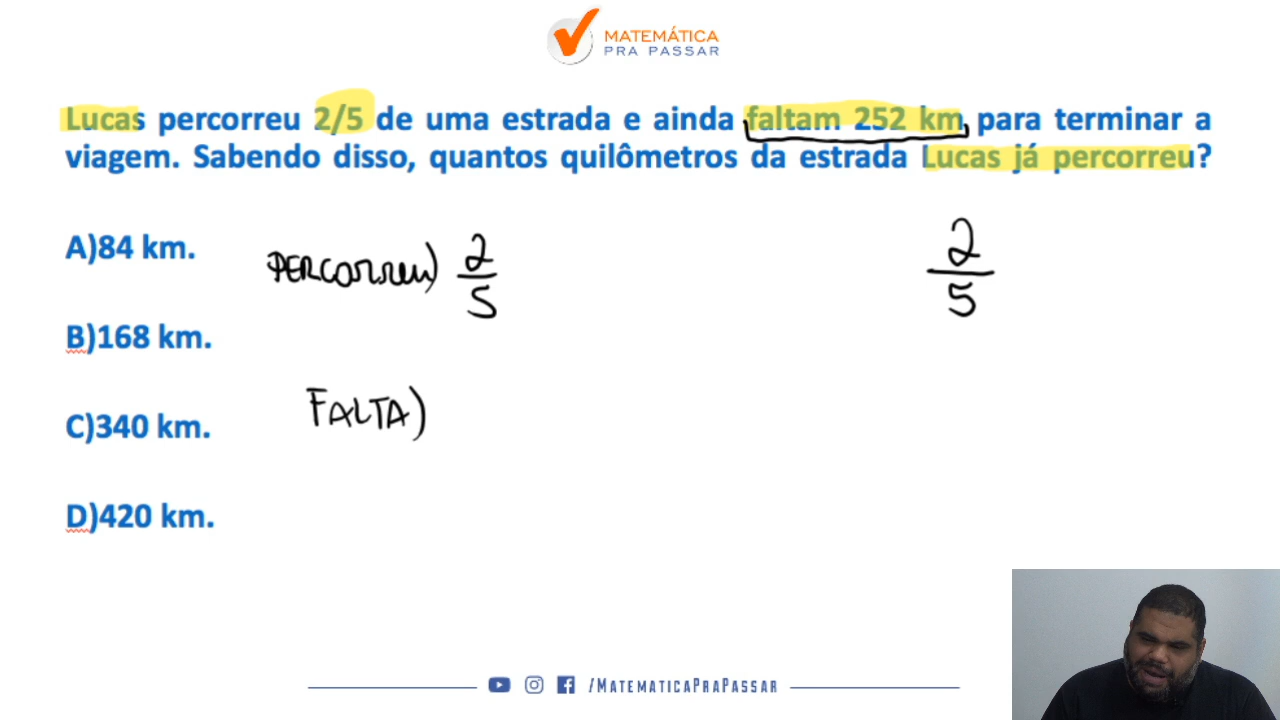 MATEMÁTICA
PRA PASSAR
Lucas percorreu 2/5 de uma estrada e ainda faltam 252 km, para terminar a
viagem. Sabendo disso, quantos quilômetros da estrada Lucas já percorreu?
A)84 km.
PERCORREU) 2/5
2/5
B)168 km.
FALTA)
C)340 km.
D)420 km.
/MATEMATICAPRAPASSAR